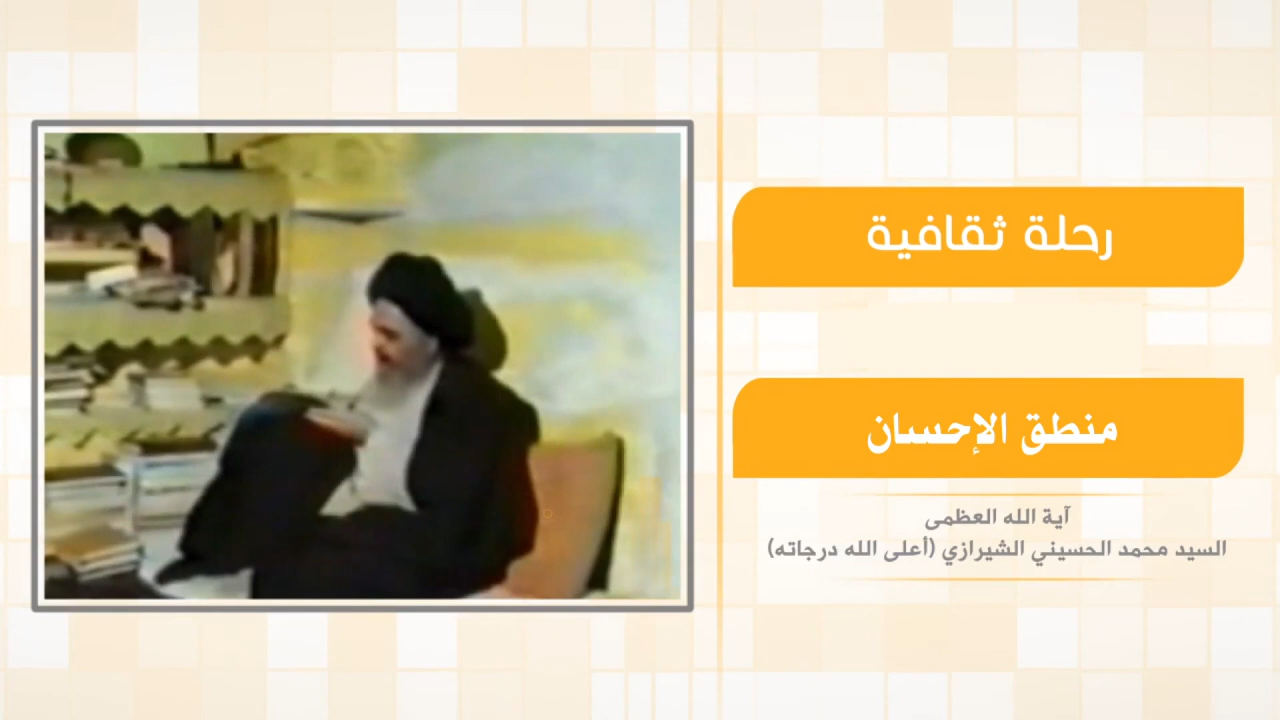 رحلة ثقافية
منطق الإحسان
آية الله العظمى
السيد محمد الحسيني الشيرازي (أعلى الله درجاته)